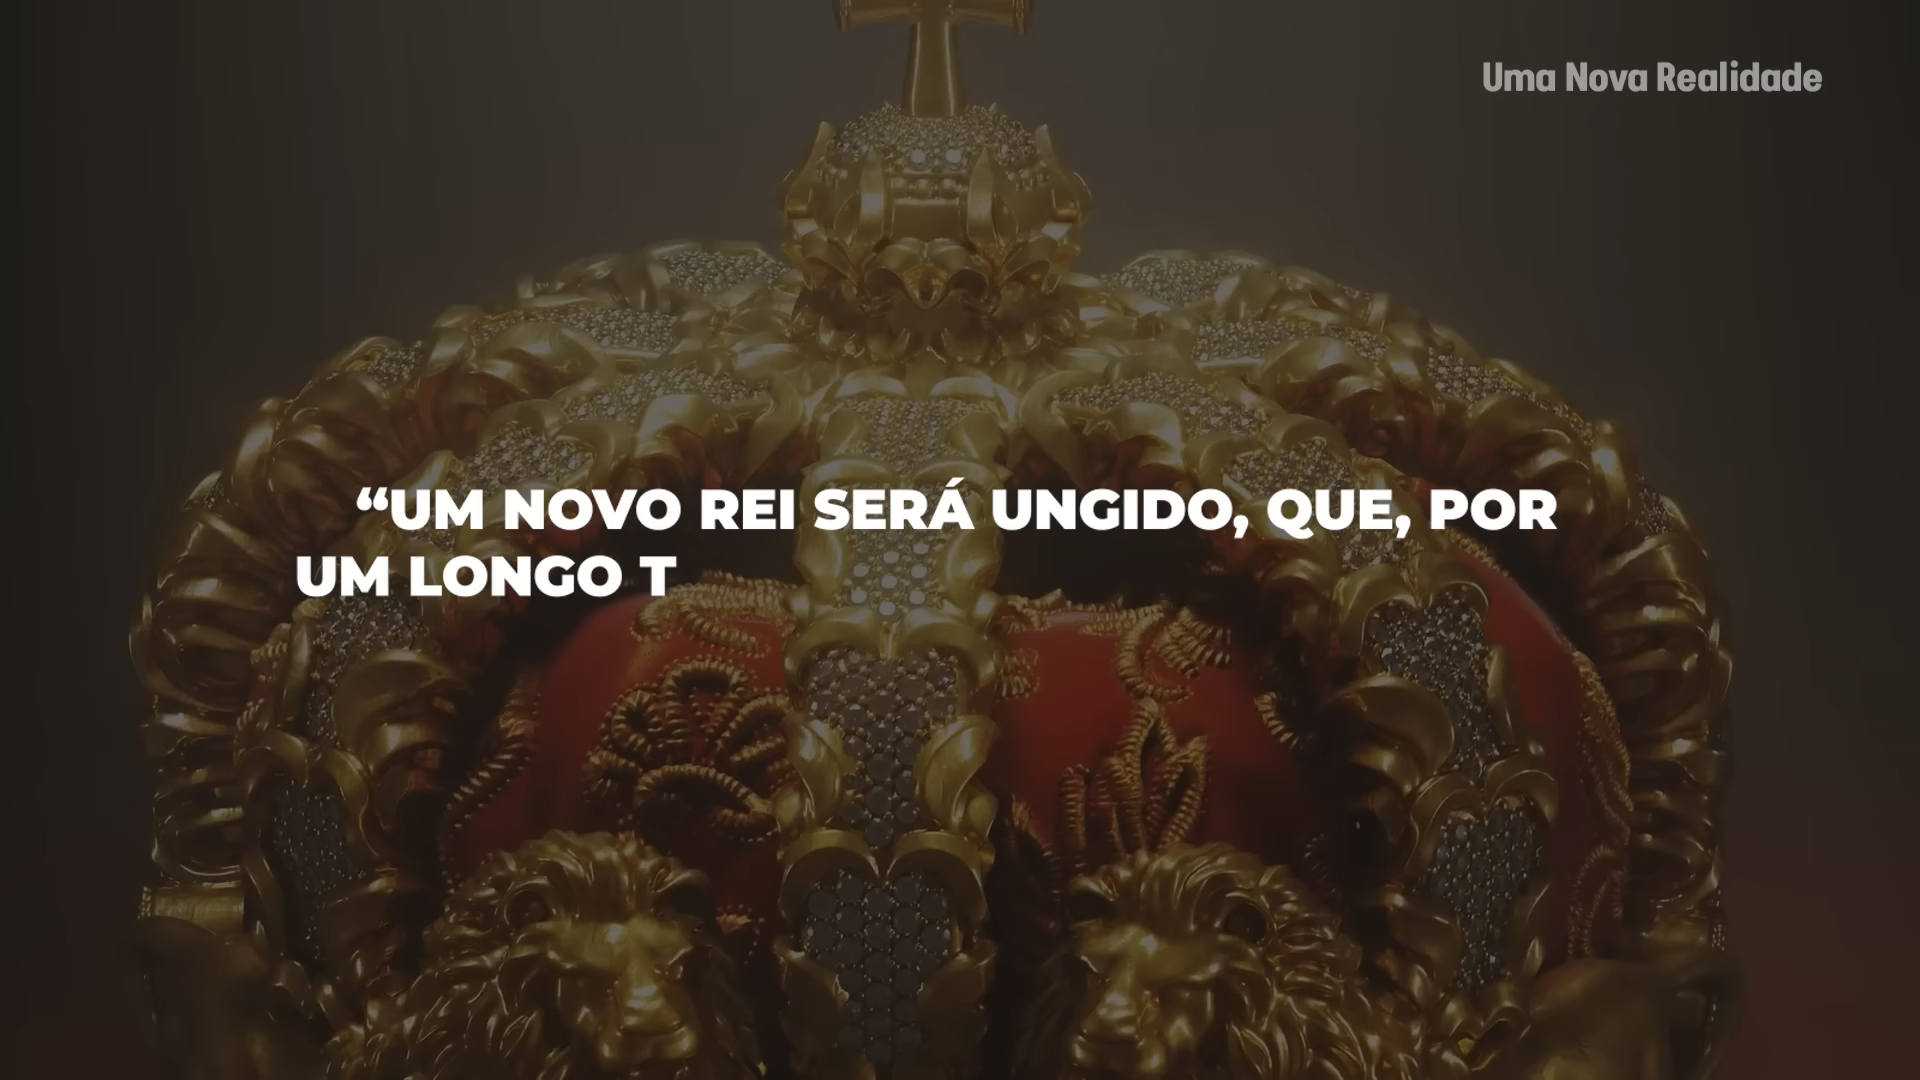 Uma Nova Realidade
“UM NOVO REI SERÁ UNGIDO, QUE, POR
UM LONGO T